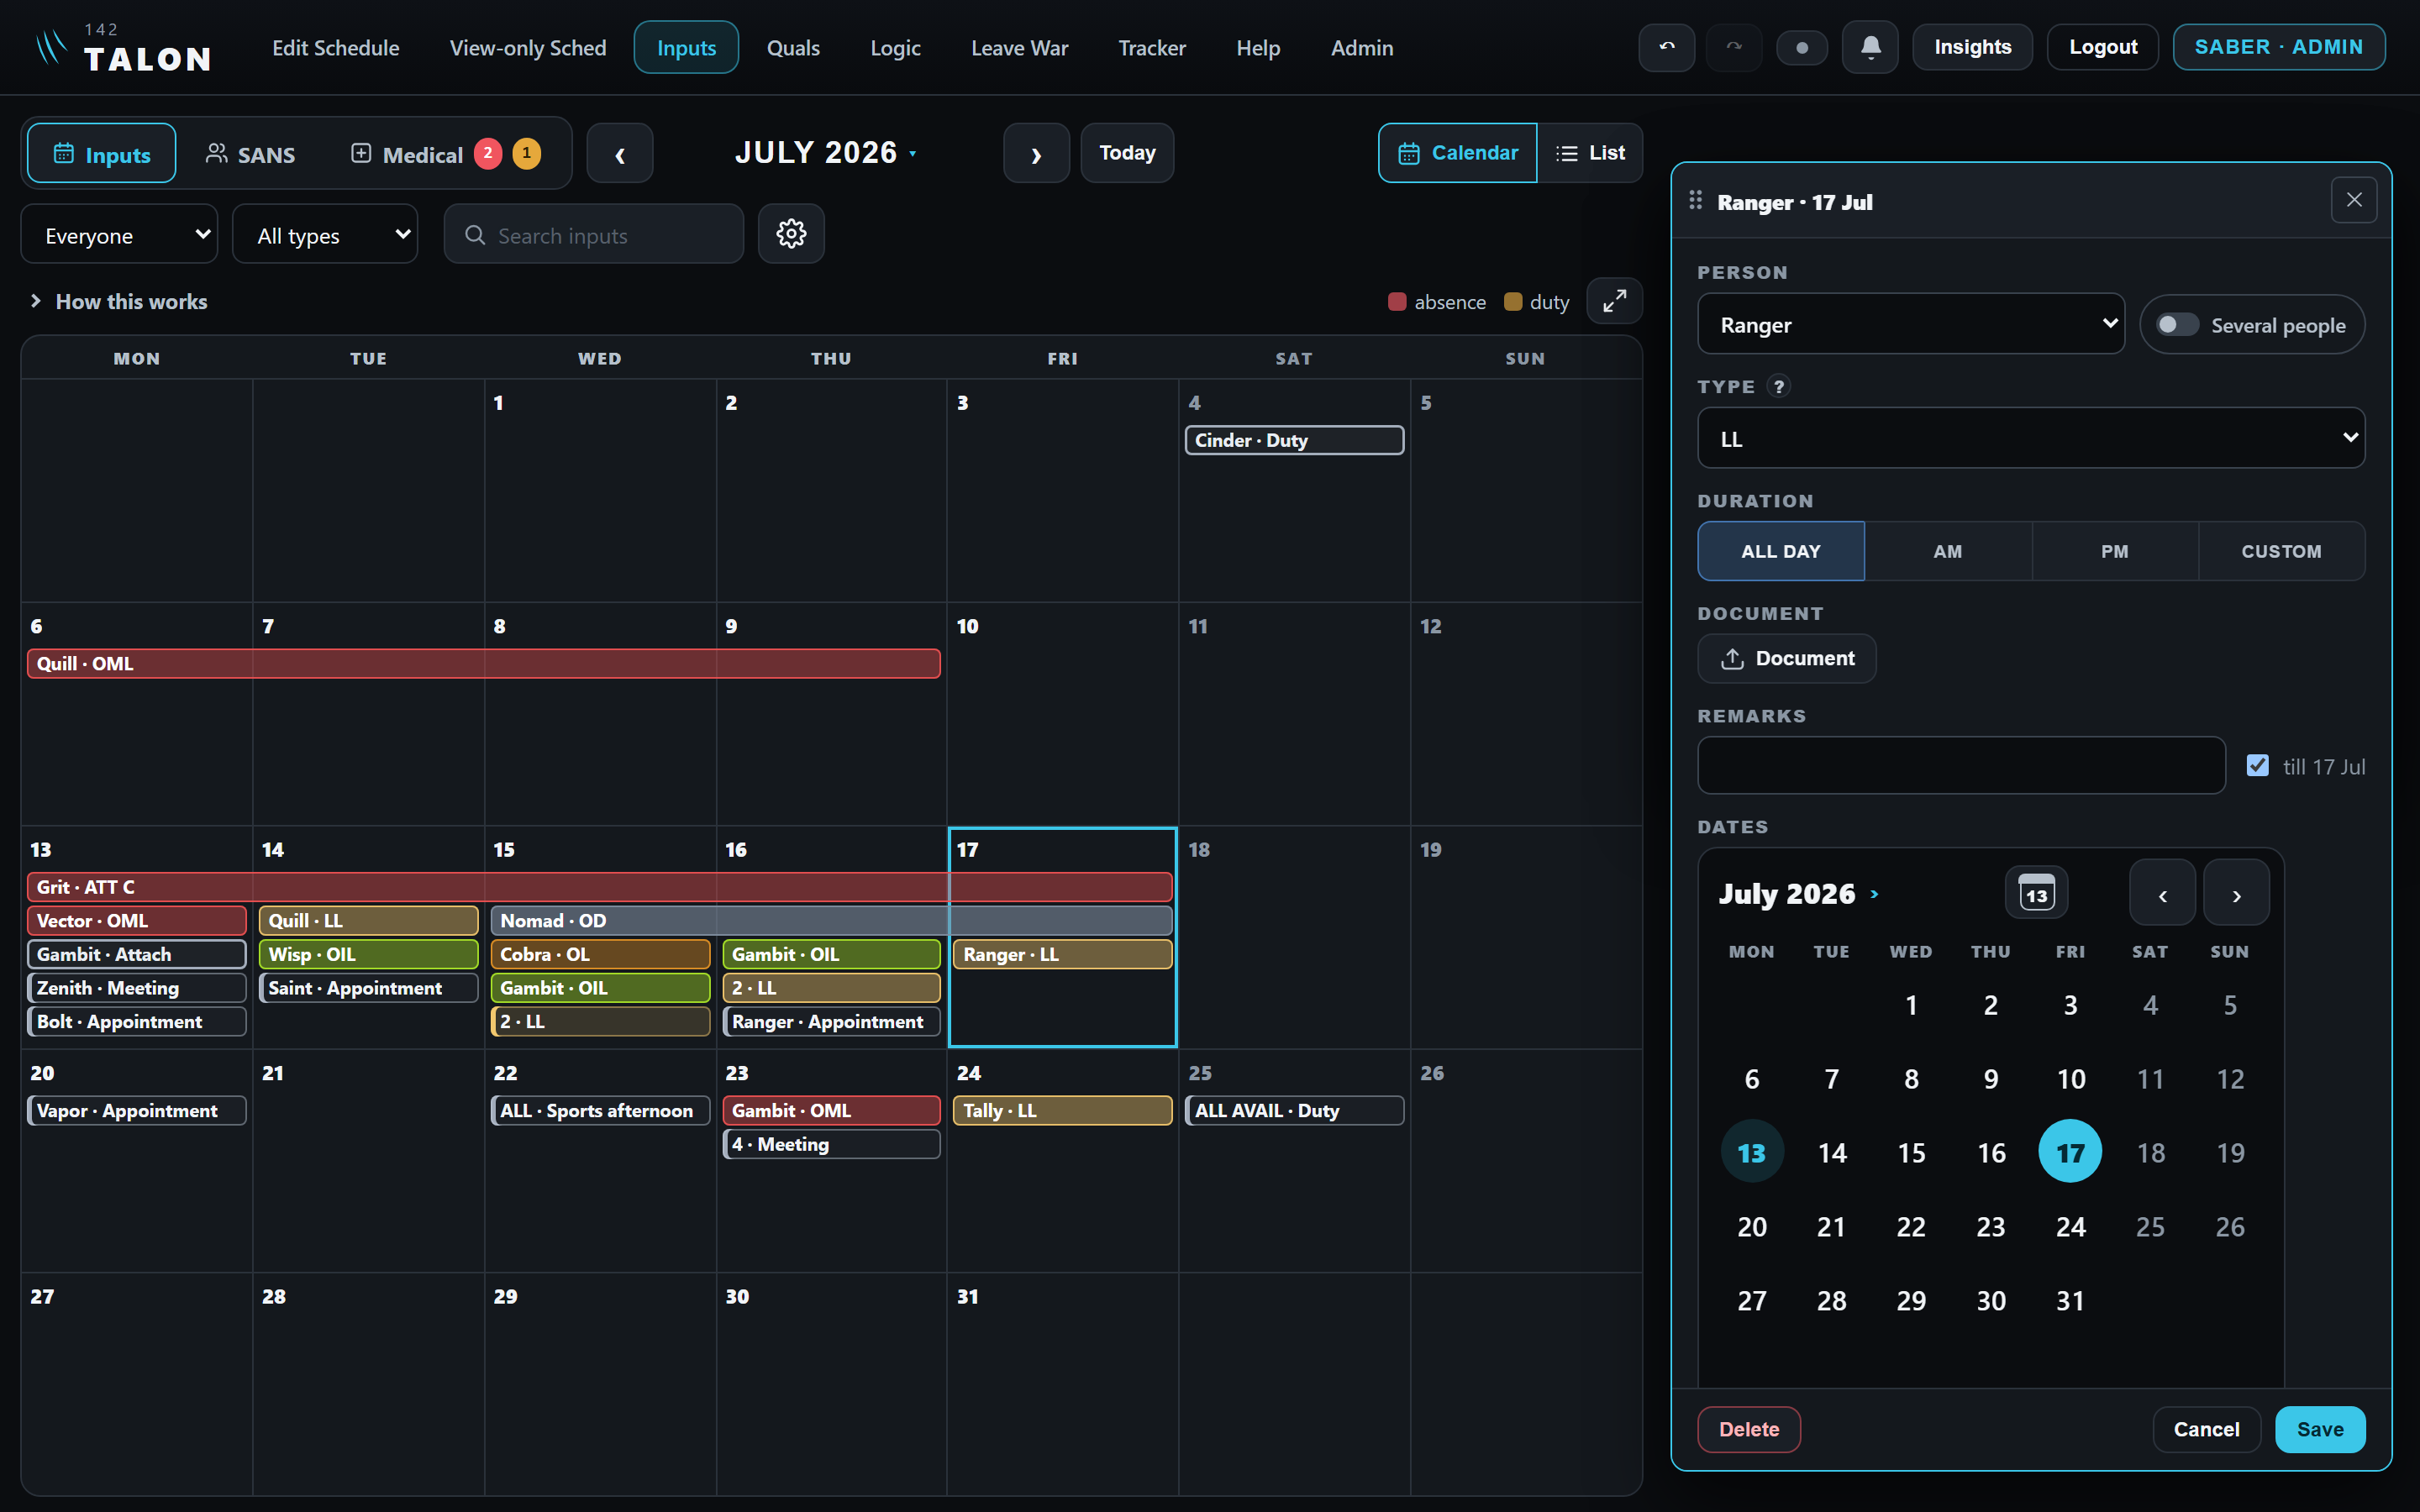 142
TALON
Edit Schedule
View-only Sched
Inputs
Quals
Logic
Leave War
Tracker
Help
Admin
Insights
Logout
SABER · ADMIN
Inputs
SANS
Medical 2 1
‹
JULY 2026
›
Today
Calendar
List
Everyone
All types
Search inputs
How this works
absence
duty
MON TUE WED THU FRI SAT SUN
1 2 3 4 5
Cinder · Duty
6 7 8 9 10 11 12
Quill · OML
13 14 15 16 17 18 19
Grit · ATT C
Vector · OML
Quill · LL
Nomad · OD
Gambit · Attach
Wisp · OIL
Cobra · OL
Gambit · OIL
Ranger · LL
Zenith · Meeting
Saint · Appointment
Gambit · OIL
2 · LL
Bolt · Appointment
2 · LL
Ranger · Appointment
20 21 22 23 24 25 26
Vapor · Appointment
ALL · Sports afternoon
Gambit · OML
Tally · LL
ALL AVAIL · Duty
4 · Meeting
27 28 29 30 31
Ranger · 17 Jul
PERSON
Ranger
Several people
TYPE ?
LL
DURATION
ALL DAY
AM
PM
CUSTOM
DOCUMENT
Document
REMARKS
till 17 Jul
DATES
July 2026 ›
13
‹
›
MON TUE WED THU FRI SAT SUN
1 2 3 4 5
6 7 8 9 10 11 12
13 14 15 16 17 18 19
20 21 22 23 24 25 26
27 28 29 30 31
Delete
Cancel
Save